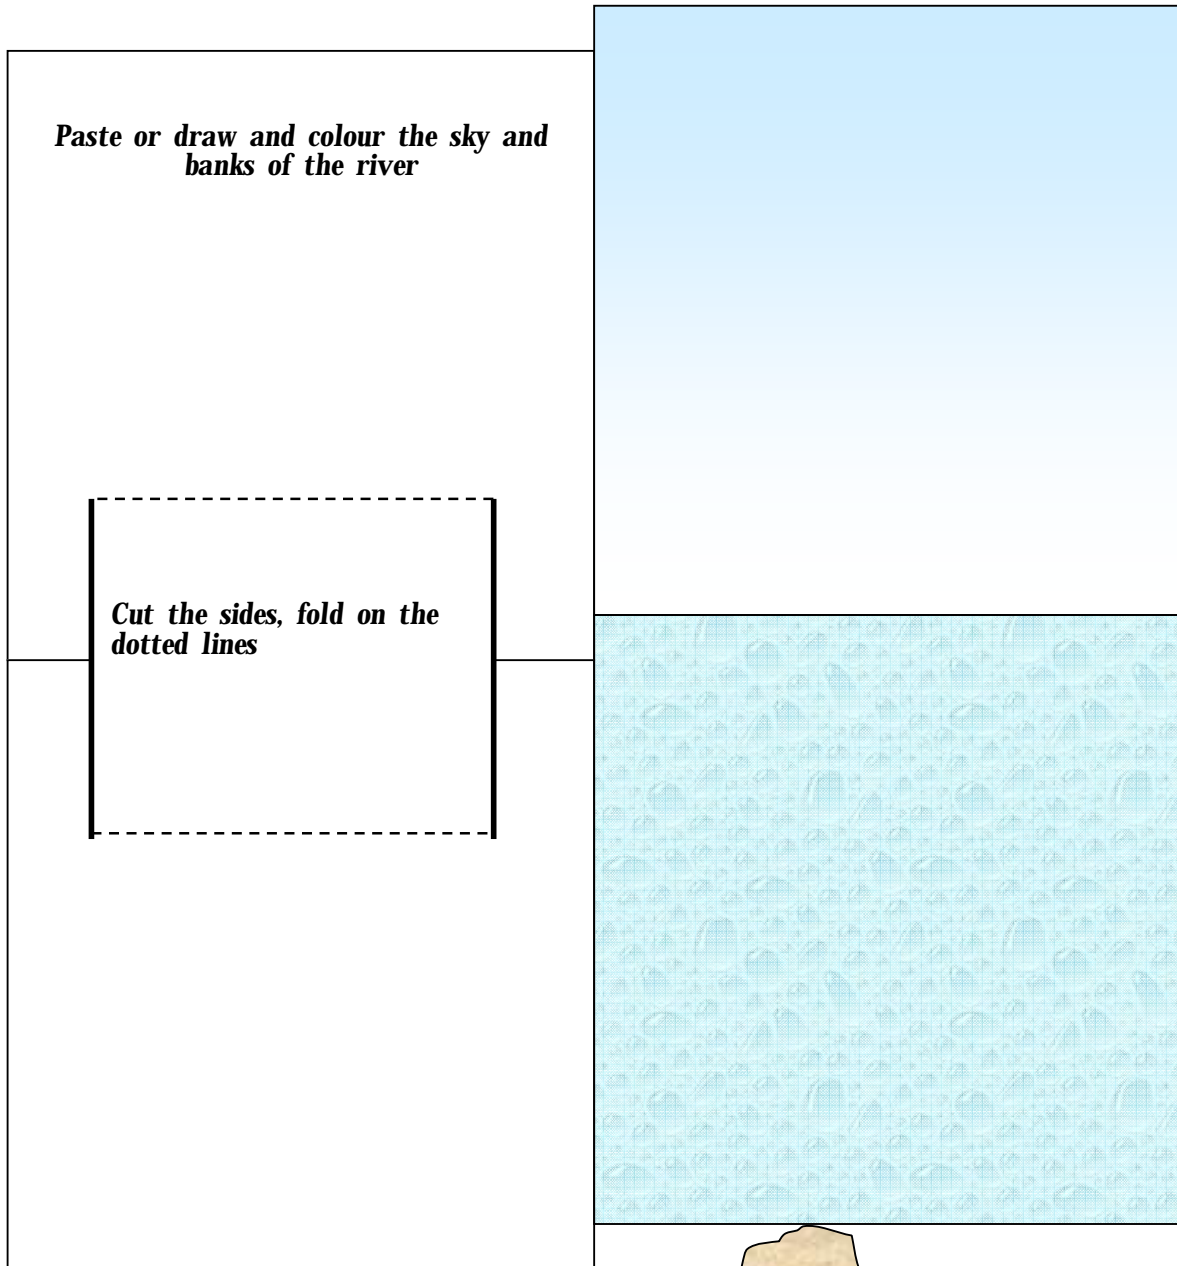 Paste or draw and colour the sky and
banks of the river
Cut the sides, fold on the
dotted lines